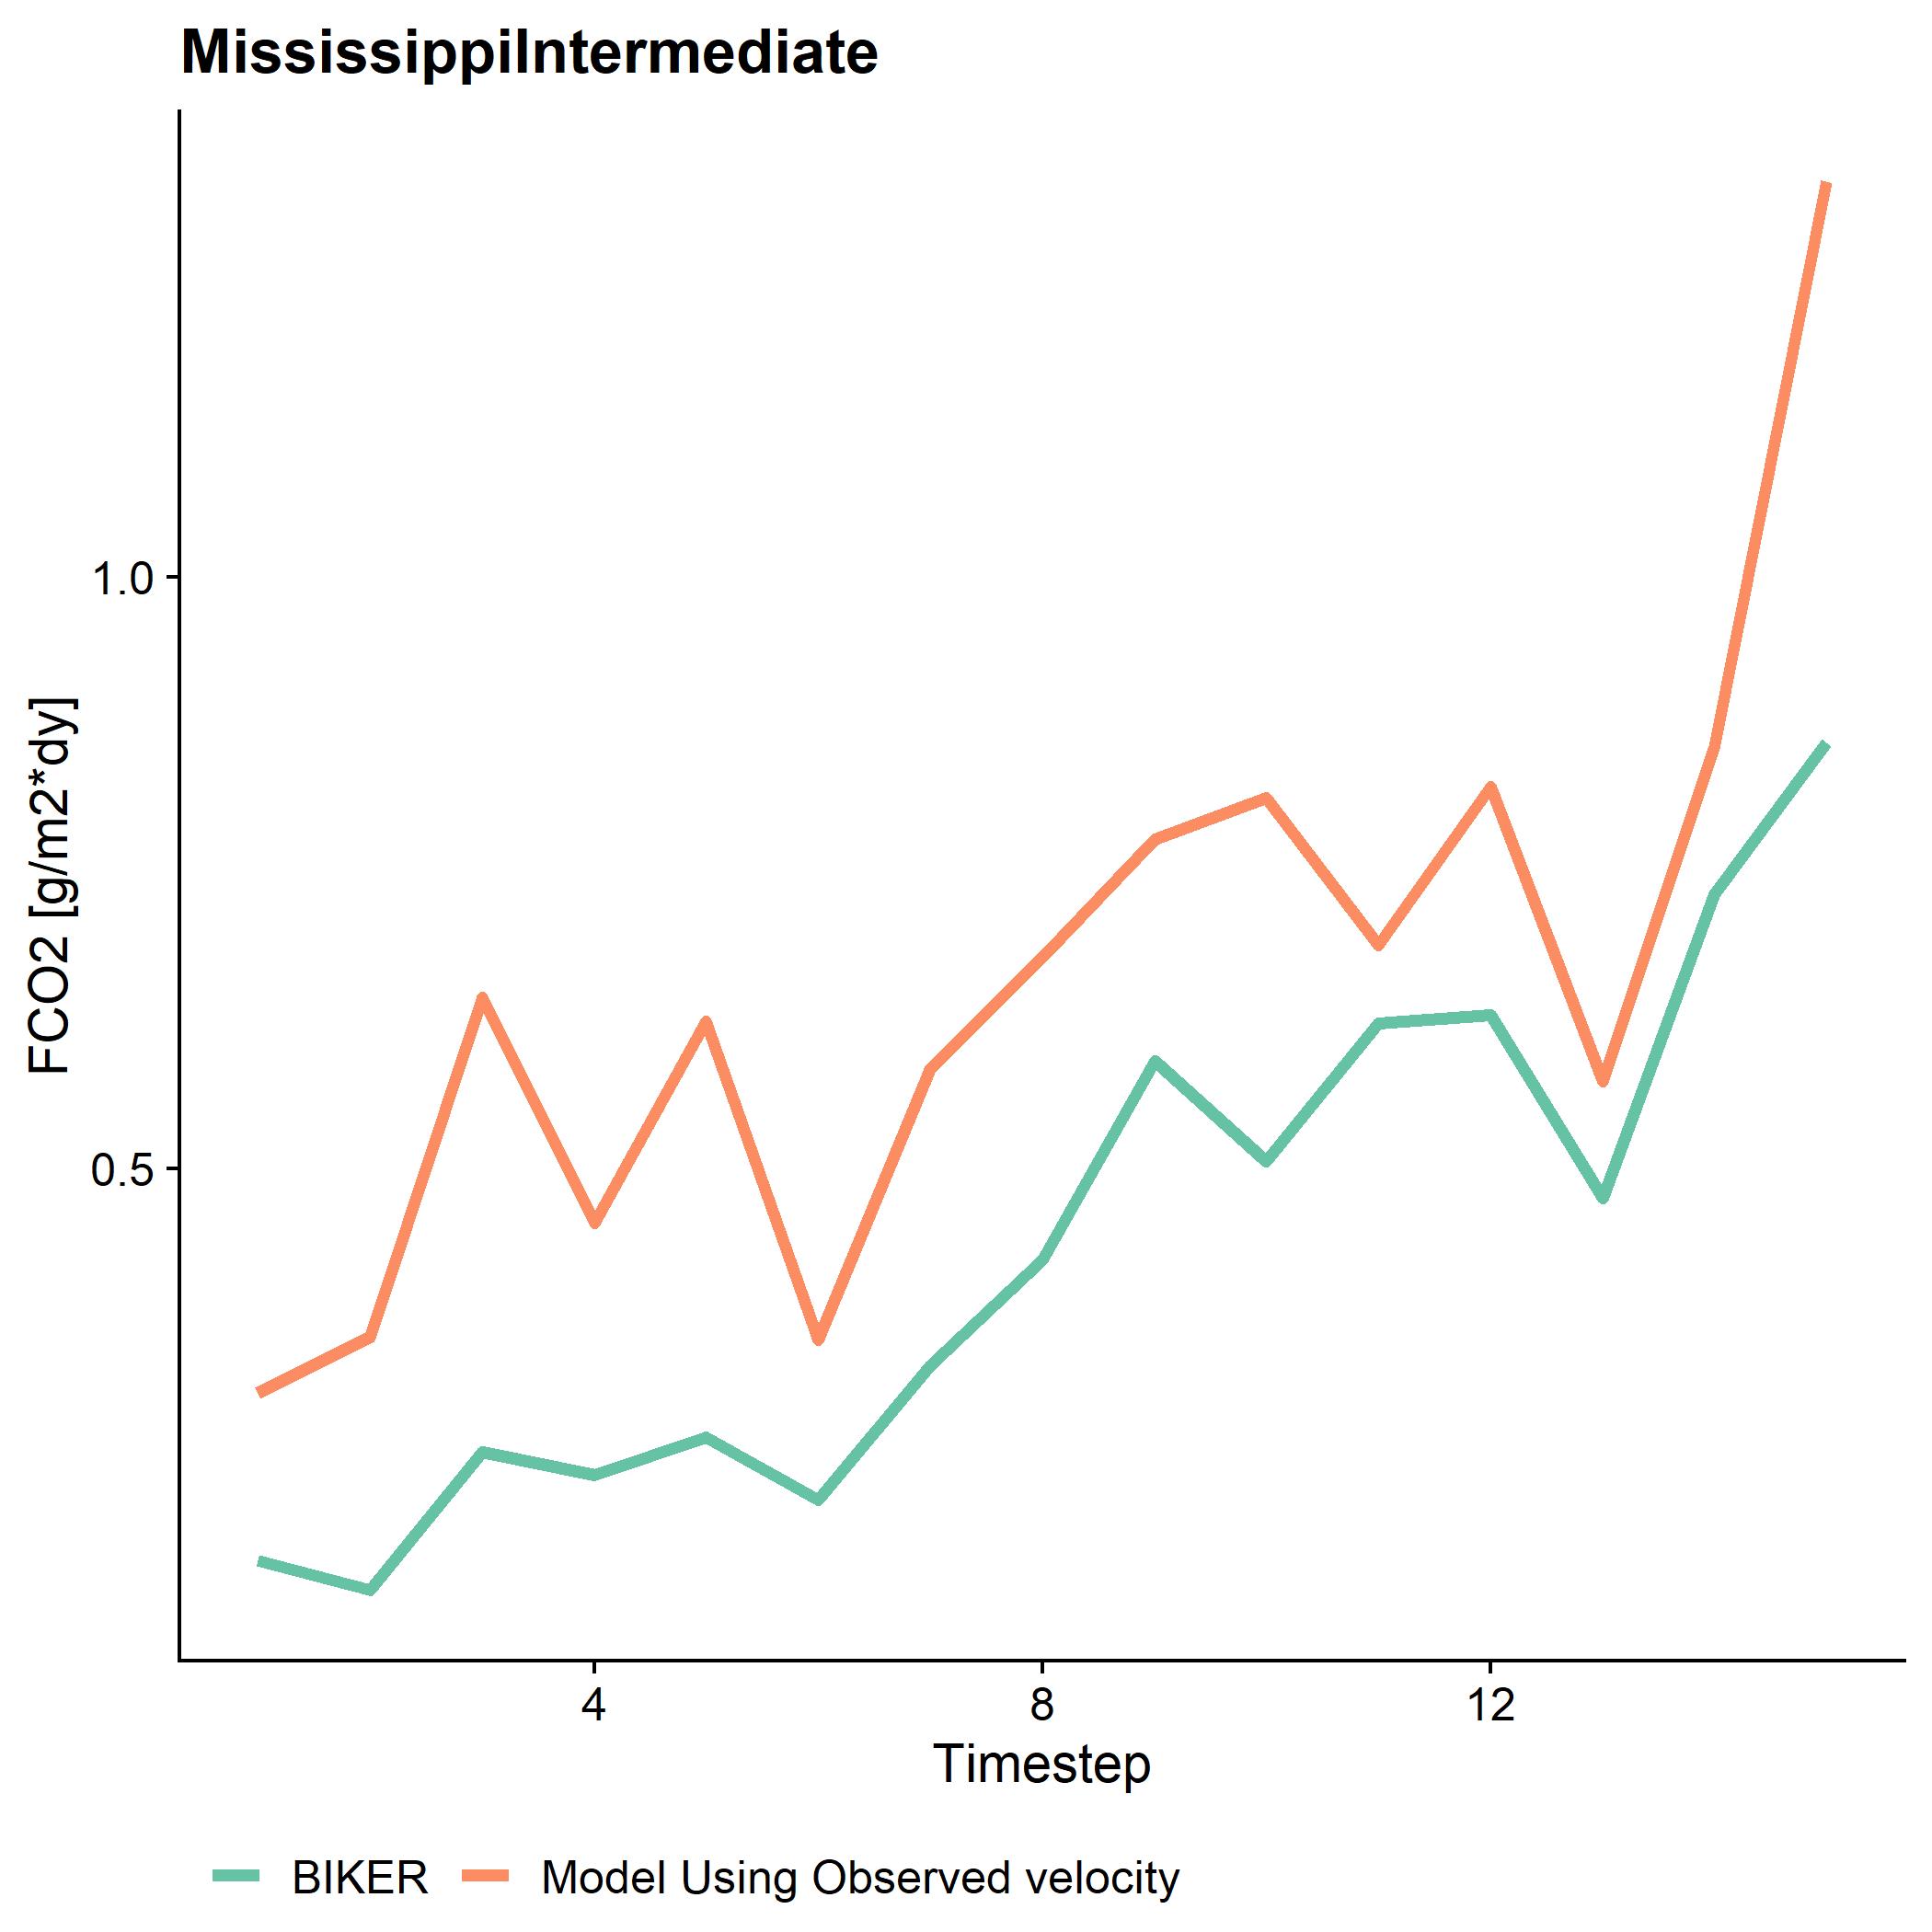 MississippiIntermediate
FCO2 [g/m2*dy]
1.0
0.5
4 8 12
Timestep
BIKER Model Using Observed velocity